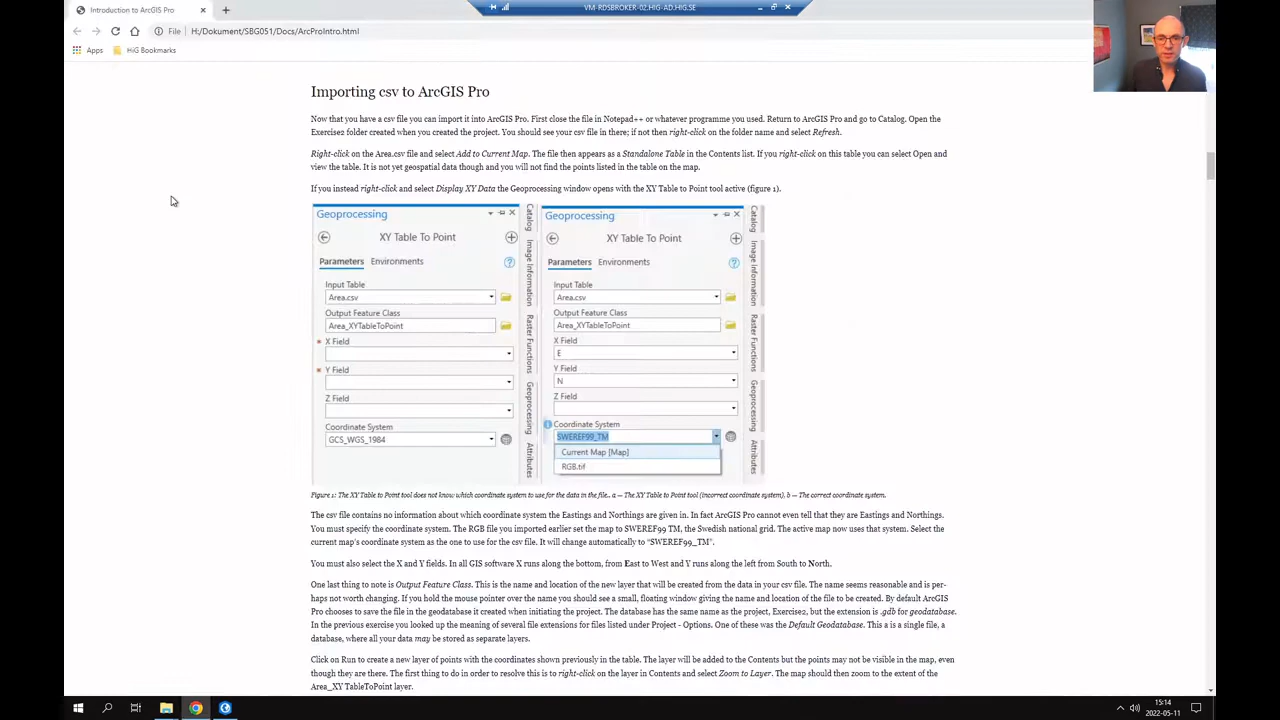 Introduction to ArcGIS Pro
VM-RDSBROKER-02.HIG-AD.HIG.SE
File
H:/Dokument/SBG051/Docs/ArcProIntro.html
Apps
HiG Bookmarks
Importing csv to ArcGIS Pro
Now that you have a csv file you can import it into ArcGIS Pro. First close the file in Notepad++ or whatever programme you used. Return to ArcGIS Pro and go to Catalog. Open the
Exercise2 folder created when you created the project. You should see your csv file in there; if not then right-click on the folder name and select Refresh.
Right-click on the Area.csv file and select Add to Current Map. The file then appears as a Standalone Table in the Contents list. If you right-click on this table you can select Open and
view the table. It is not yet geospatial data though and you will not find the points listed in the table on the map.
If you instead right-click and select Display XY Data the Geoprocessing window opens with the XY Table to Point tool active (figure 1).
Geoprocessing
XY Table To Point
Parameters Environments
Input Table
Area.csv
Output Feature Class
Area_XYTableToPoint
* X Field
* Y Field
Z Field
Coordinate System
GCS_WGS_1984
Catalog
Image Information
Raster Functions
Geoprocessing
Attributes
Geoprocessing
XY Table To Point
Parameters Environments
Input Table
Area.csv
Output Feature Class
Area_XYTableToPoint
X Field
E
Y Field
N
Z Field
Coordinate System
SWEREF99_TM
Current Map [Map]
RGB.tif
Catalog
Image Information
Raster Functions
Geoprocessing
Attributes
Figure 1: The XY Table to Point tool does not know which coordinate system to use for the data in the file.. a — The XY Table to Point tool (incorrect coordinate system), b — The correct coordinate system.
The csv file contains no information about which coordinate system the Eastings and Northings are given in. In fact ArcGIS Pro cannot even tell that they are Eastings and Northings.
You must specify the coordinate system. The RGB file you imported earlier set the map to SWEREF99 TM, the Swedish national grid. The active map now uses that system. Select the
current map's coordinate system as the one to use for the csv file. It will change automatically to "SWEREF99_TM".
You must also select the X and Y fields. In all GIS software X runs along the bottom, from East to West and Y runs along the left from South to North.
One last thing to note is Output Feature Class. This is the name and location of the new layer that will be created from the data in your csv file. The name seems reasonable and is per-
haps not worth changing. If you hold the mouse pointer over the name you should see a small, floating window giving the name and location of the file to be created. By default ArcGIS
Pro chooses to save the file in the geodatabase it created when initiating the project. The database has the same name as the project, Exercise2, but the extension is .gdb for geodatabase.
In the previous exercise you looked up the meaning of several file extensions for files listed under Project - Options. One of these was the Default Geodatabase. This a is a single file, a
database, where all your data may be stored as separate layers.
Click on Run to create a new layer of points with the coordinates shown previously in the table. The layer will be added to the Contents but the points may not be visible in the map, even
though they are there. The first thing to do in order to resolve this is to right-click on the layer in Contents and select Zoom to Layer. The map should then zoom to the extent of the
Area_XY TableToPoint layer.
15:14
2022-05-11